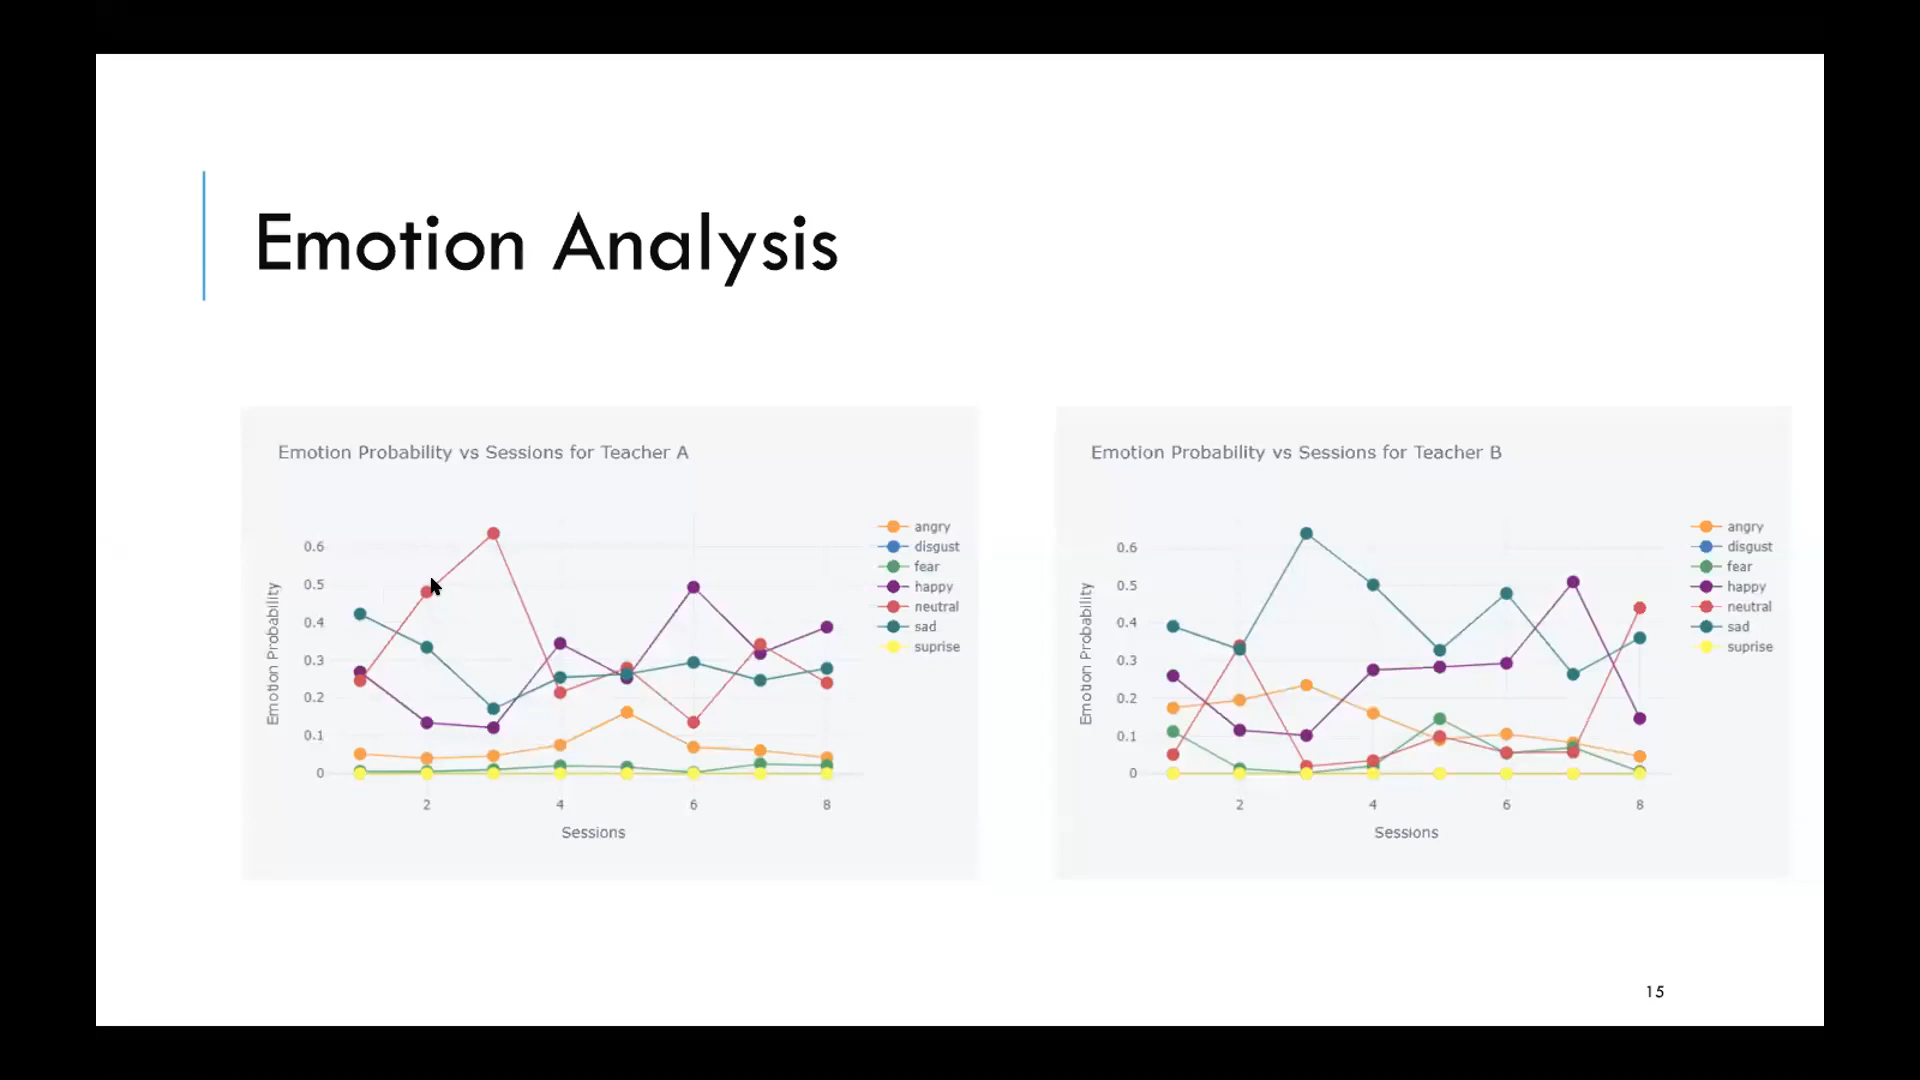 Emotion Analysis
Emotion Probability vs Sessions for Teacher A
Emotion Probability
0.6
0.5
0.4
0.3
0.2
0.1
0
2 4 6 8
Sessions
angry
disgust
fear
happy
neutral
sad
suprise
Emotion Probability vs Sessions for Teacher B
Emotion Probability
0.6
0.5
0.4
0.3
0.2
0.1
0
2 4 6 8
Sessions
angry
disgust
fear
happy
neutral
sad
suprise
15